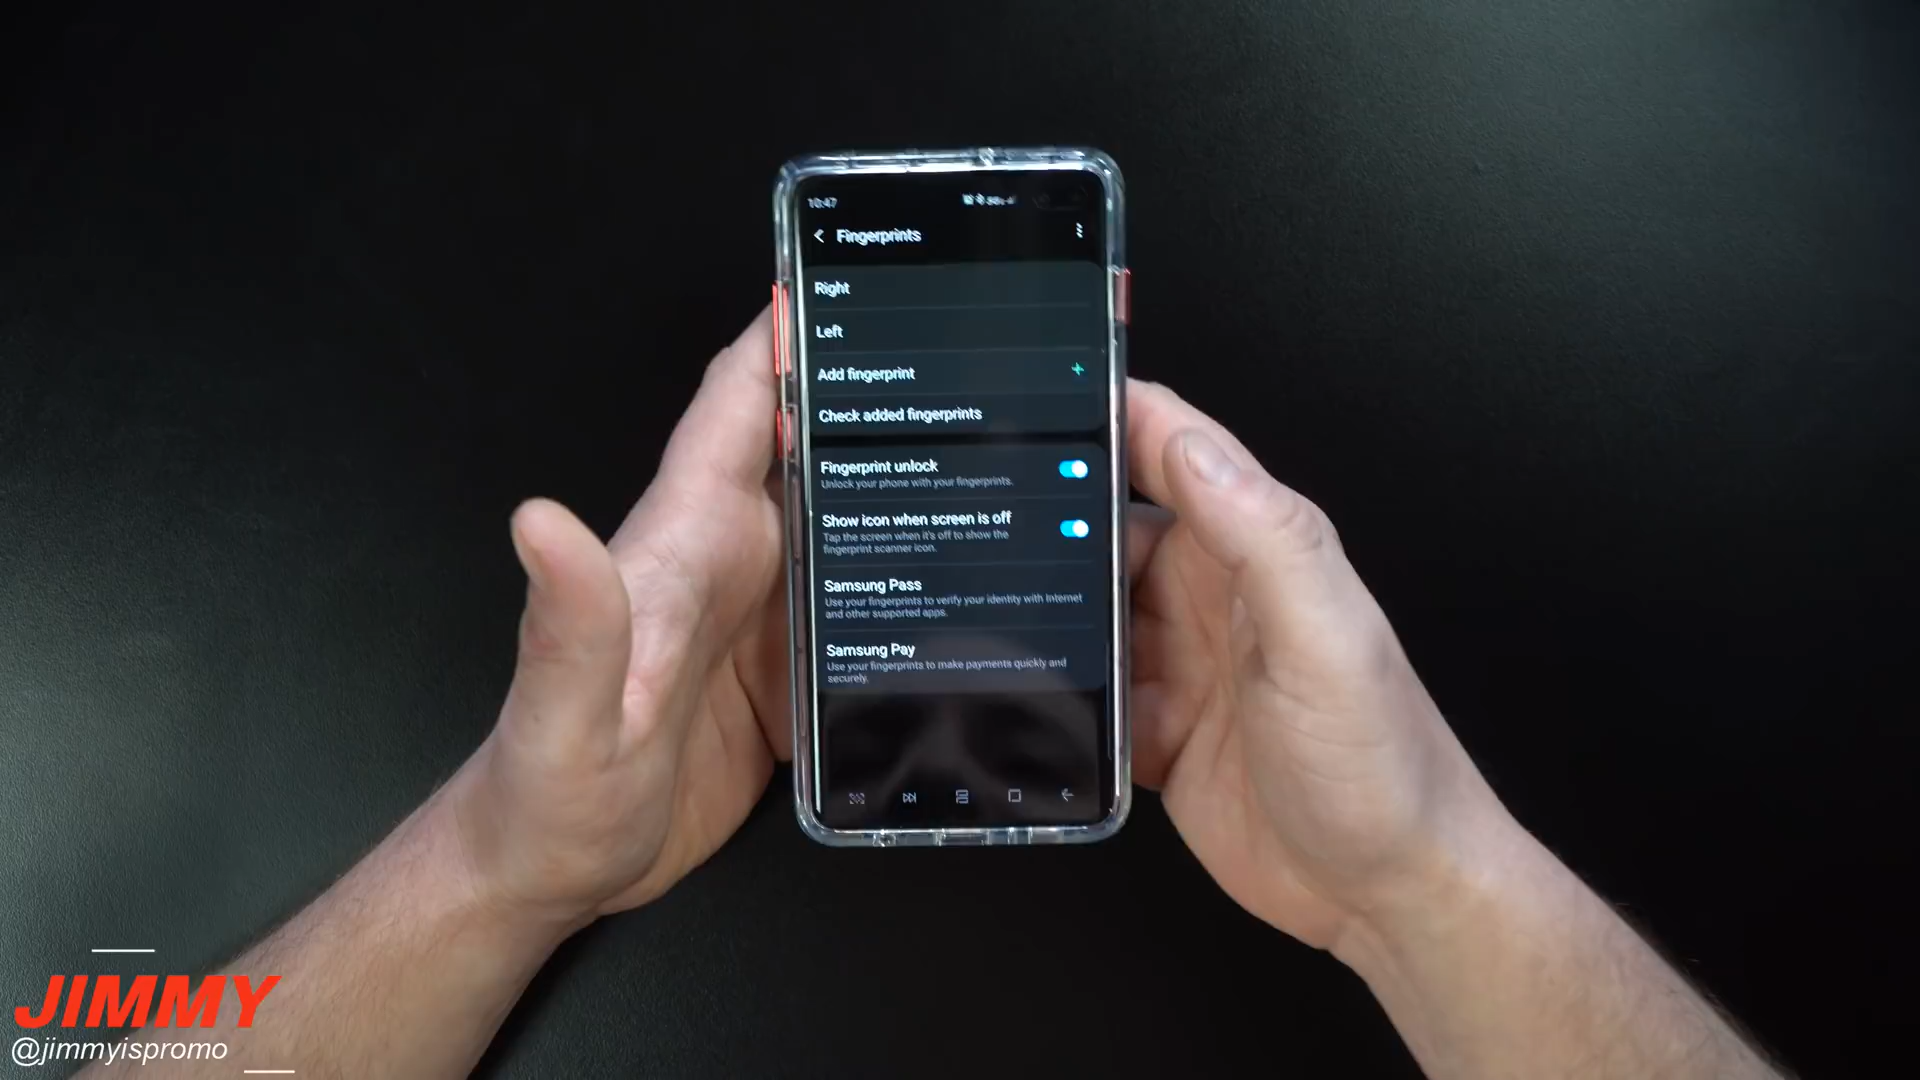 10:47
Fingerprints
Right
Left
Add fingerprint
Check added fingerprints
Fingerprint unlock
Unlock your phone with your fingerprints.
Show icon when screen is off
Tap the screen when it's off to show the
fingerprint scanner icon.
Samsung Pass
Use your fingerprints to verify your identity with Internet
and other supported apps.
Samsung Pay
Use your fingerprints to make payments quickly and
securely.
JIMMY
@jimmyispromo